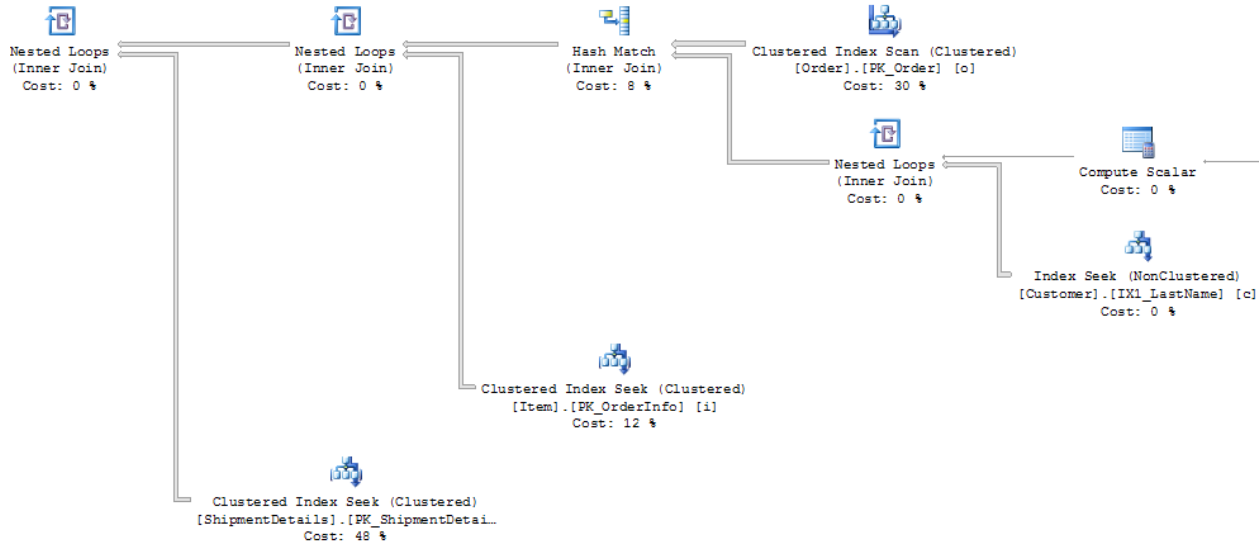 Nested Loops
(Inner Join)
Cost: 0 %
Nested Loops
(Inner Join)
Cost: 0 %
Hash Match
(Inner Join)
Cost: 8 %
Clustered Index Scan (Clustered)
[Order].[PK_Order] [o]
Cost: 30 %
Nested Loops
(Inner Join)
Cost: 0 %
Compute Scalar
Cost: 0 %
Index Seek (NonClustered)
[Customer].[IX1_LastName] [c]
Cost: 0 %
Clustered Index Seek (Clustered)
[Item].[PK_OrderInfo] [i]
Cost: 12 %
Clustered Index Seek (Clustered)
[ShipmentDetails].[PK_ShipmentDetai…
Cost: 48 %